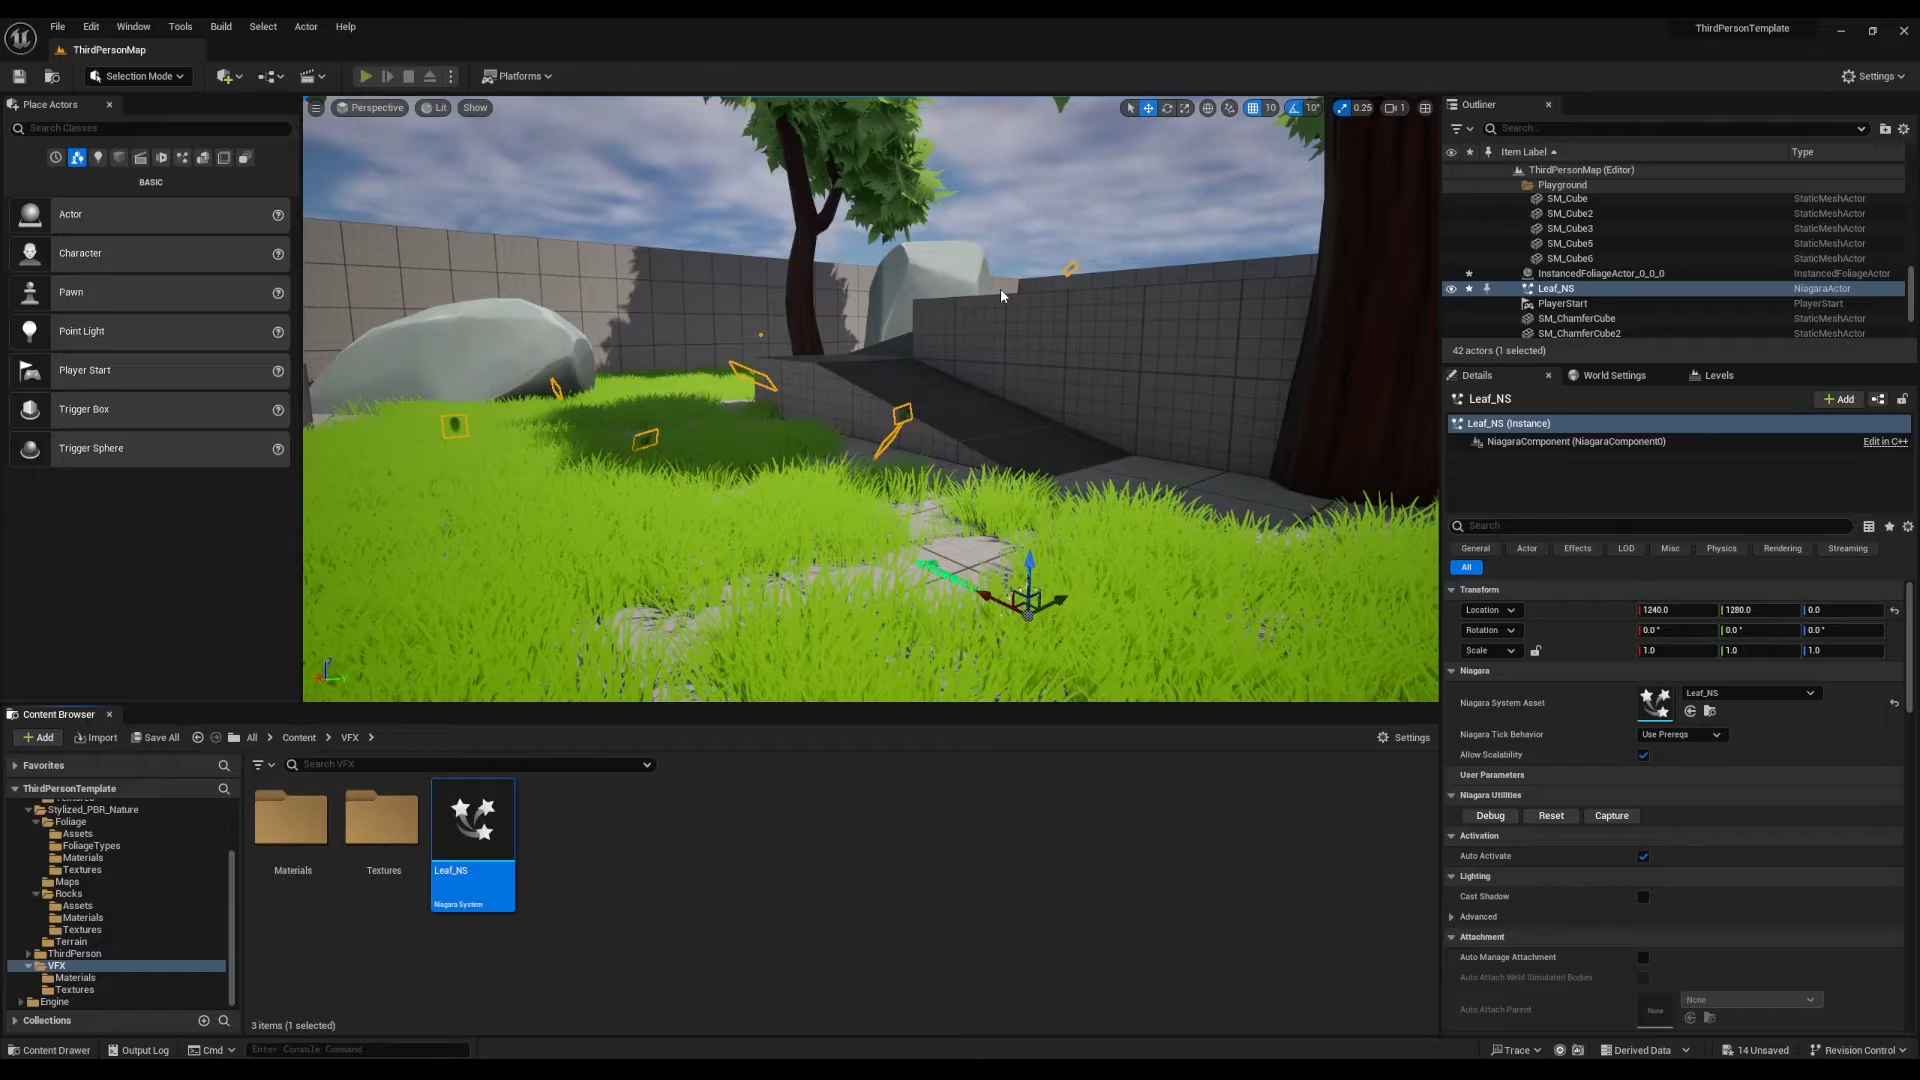 File Edit Window Tools Build Select Actor Help
ThirdPersonTemplate
ThirdPersonMap
Selection Mode
Platforms
Settings
Place Actors
Search Classes
BASIC
Actor
Character
Pawn
Point Light
Player Start
Trigger Box
Trigger Sphere
Perspective Lit Show
10 10° 0.25 1
Outliner
Search...
Item Label Type
ThirdPersonMap (Editor)
Playground
SM_Cube StaticMeshActor
SM_Cube2 StaticMeshActor
SM_Cube3 StaticMeshActor
SM_Cube5 StaticMeshActor
SM_Cube6 StaticMeshActor
InstancedFoliageActor_0_0_0 InstancedFoliageActor
Leaf_NS NiagaraActor
PlayerStart PlayerStart
SM_ChamferCube StaticMeshActor
SM_ChamferCube2 StaticMeshActor
42 actors (1 selected)
Details World Settings Levels
Leaf_NS
Add
Leaf_NS (Instance)
NiagaraComponent (NiagaraComponent0) Edit in C++
Search
General Actor Effects LOD Misc Physics Rendering Streaming
All
Transform
Location 1240.0 1280.0 0.0
Rotation 0.0° 0.0° 0.0°
Scale 1.0 1.0 1.0
Niagara
Niagara System Asset Leaf_NS
Niagara Tick Behavior Use Prereqs
Allow Scalability
User Parameters
Niagara Utilities
Debug Reset Capture
Activation
Auto Activate
Lighting
Cast Shadow
Advanced
Attachment
Auto Manage Attachment
Auto Attach Weld Simulated Bodies
Auto Attach Parent None None
Content Browser
Add Import Save All All Content VFX Settings
Favorites
Search VFX
ThirdPersonTemplate
Textures
Stylized_PBR_Nature
Foliage
Assets
FoliageTypes
Materials
Textures
Maps
Rocks
Assets
Materials
Textures
Terrain
ThirdPerson
VFX
Materials
Textures
Engine
Collections
Materials
Textures
Leaf_NS
Niagara System
3 items (1 selected)
Content Drawer Output Log Cmd Enter Console Command Trace Derived Data 14 Unsaved Revision Control